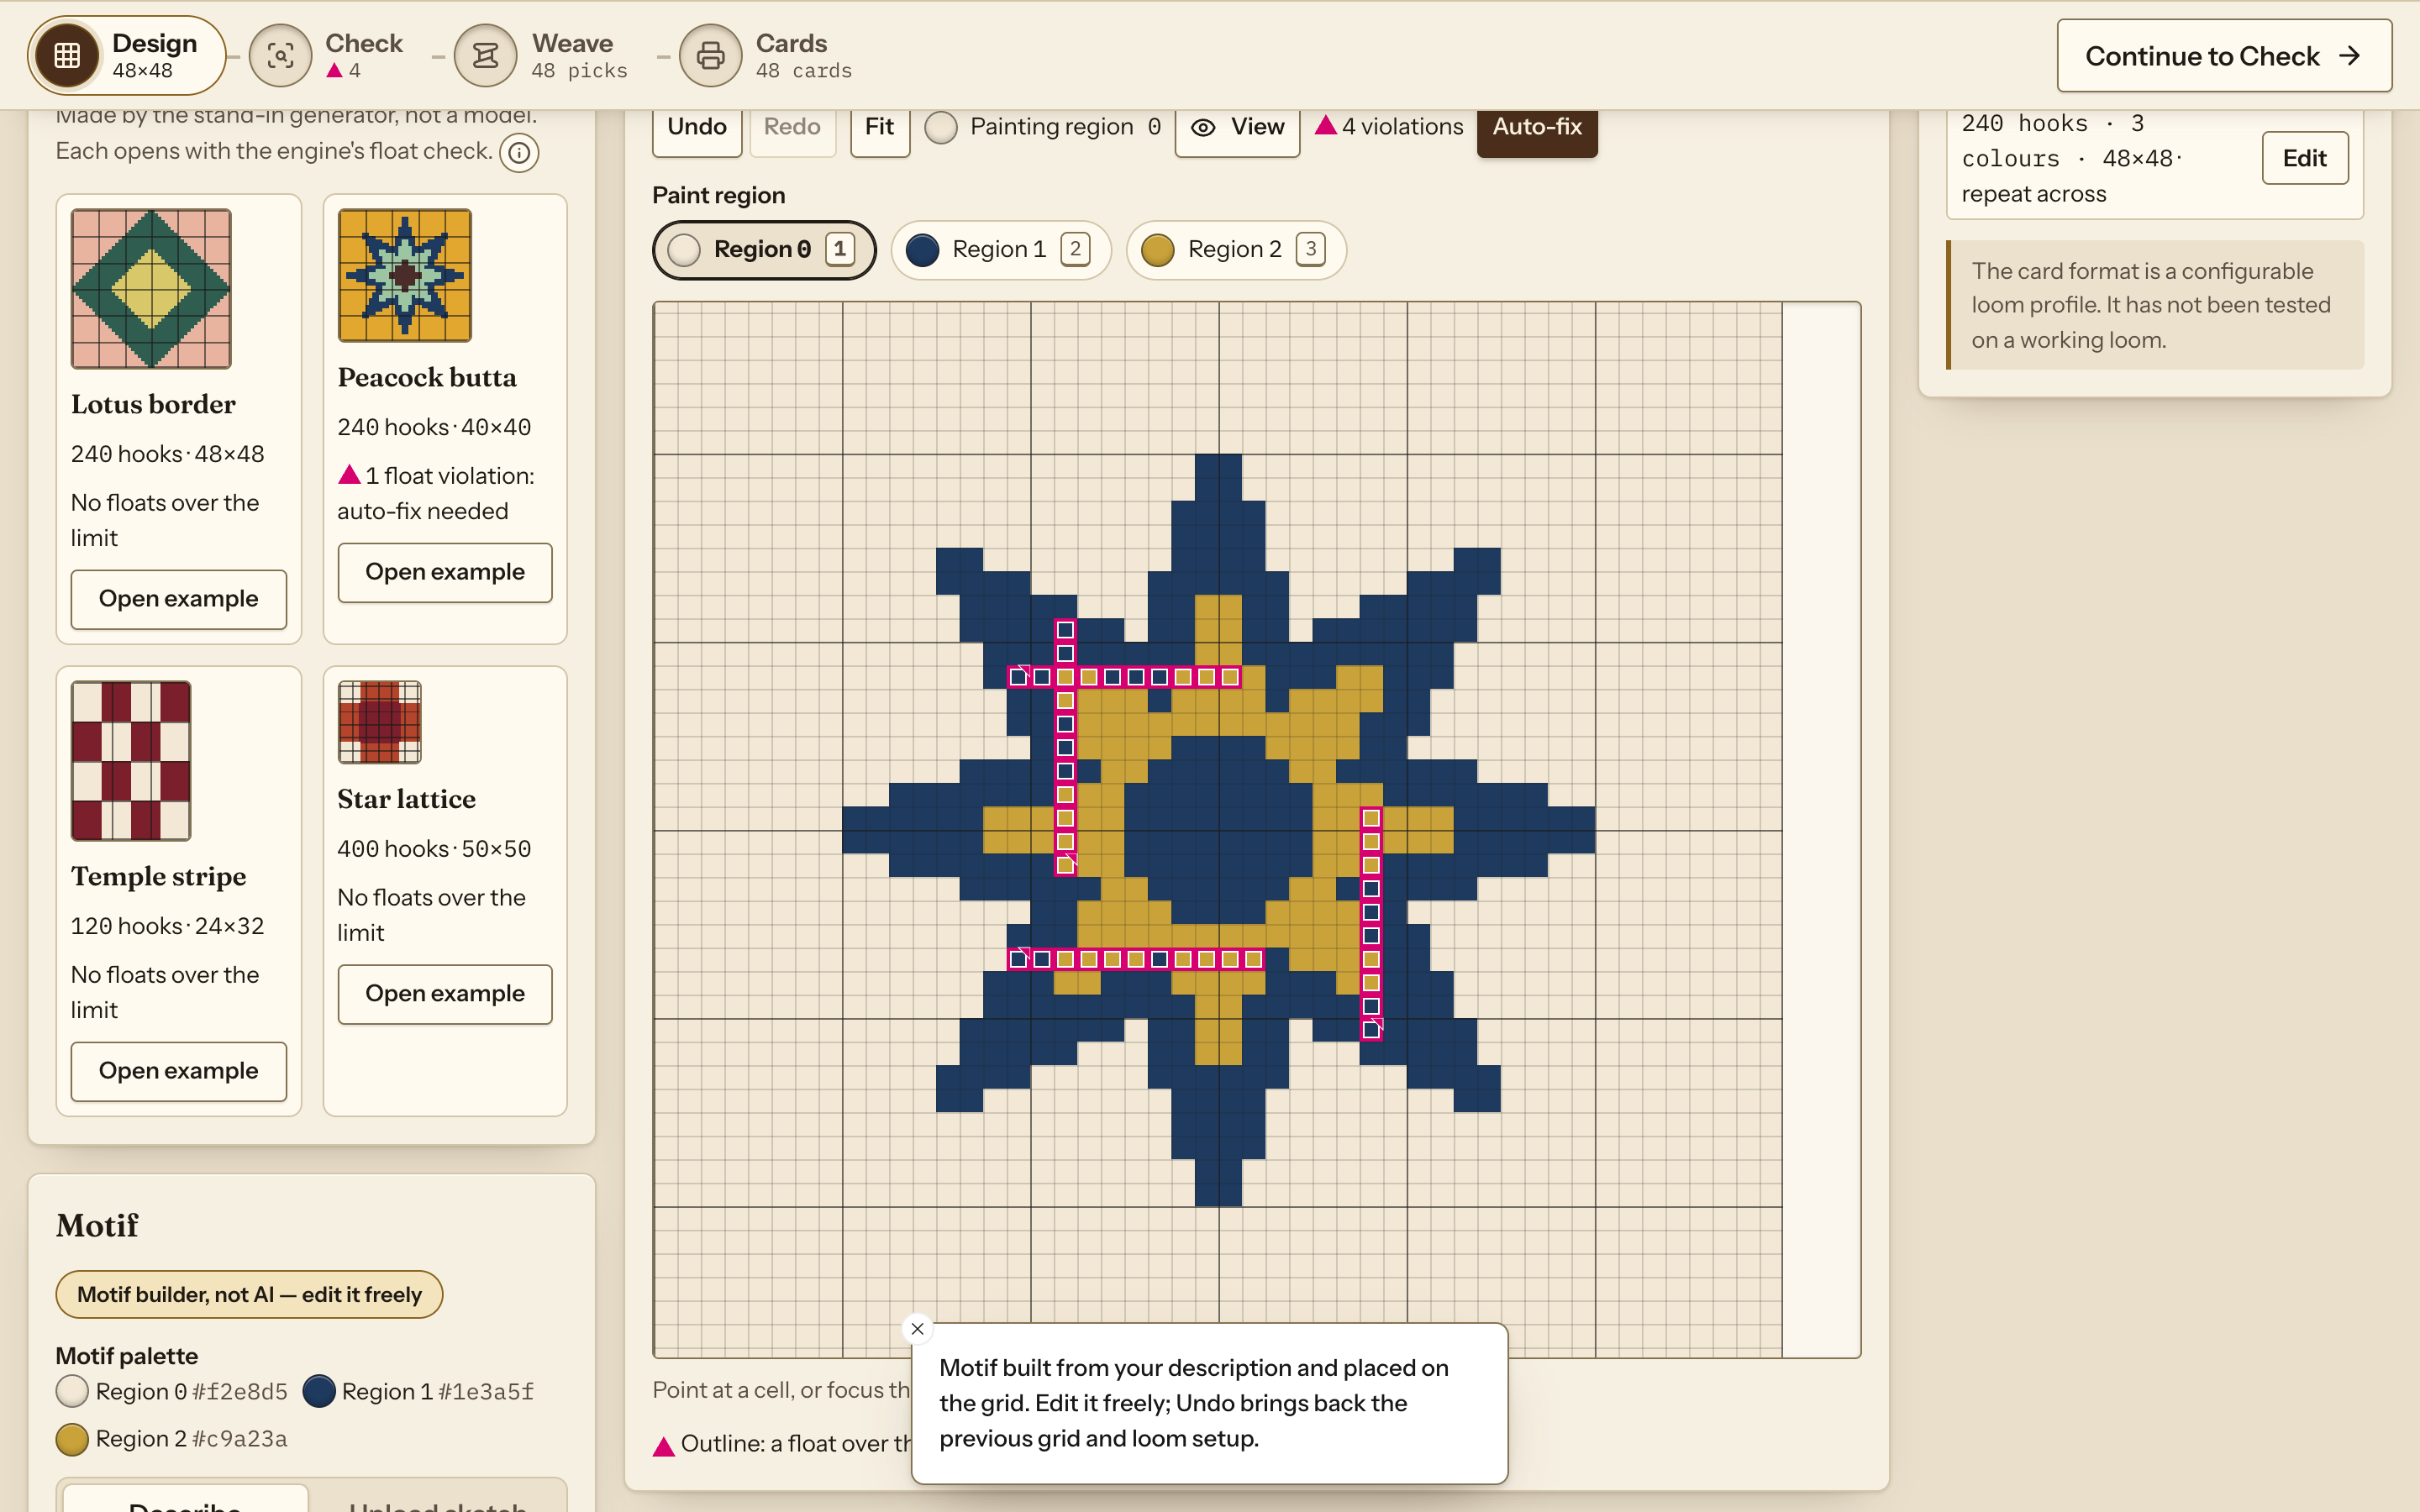 Design
48×48
Check
4
Weave
48 picks
Cards
48 cards
Continue to Check
Made by the stand-in generator, not a model.
Each opens with the engine's float check.
Lotus border
240 hooks·48×48
No floats over the
limit
Open example
Peacock butta
240 hooks·40×40
1 float violation:
auto-fix needed
Open example
Temple stripe
120 hooks·24×32
No floats over the
limit
Open example
Star lattice
400 hooks·50×50
No floats over the
limit
Open example
Motif
Motif builder, not AI — edit it freely
Motif palette
Region 0 #f2e8d5
Region 1 #1e3a5f
Region 2 #c9a23a
Describe
Upload sketch
Undo
Redo
Fit
Painting region 0
View
4 violations
Auto-fix
Paint region
Region 0 1
Region 1 2
Region 2 3
Point at a cell, or focus
Outline: a float over
Motif built from your description and placed on
the grid. Edit it freely; Undo brings back the
previous grid and loom setup.
240 hooks · 3
colours · 48×48·
repeat across
Edit
The card format is a configurable
loom profile. It has not been tested
on a working loom.